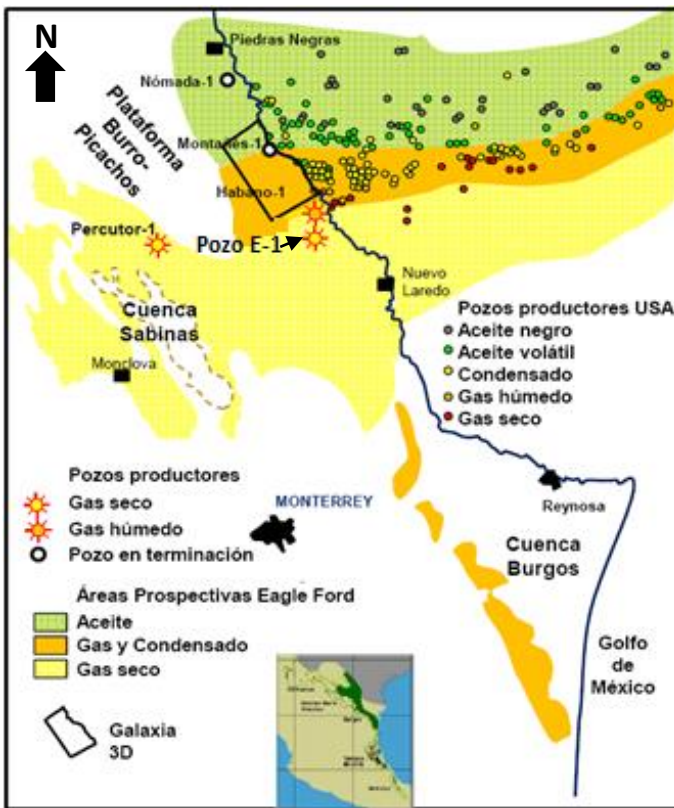 N
Piedras Negras
Nómada-1
Plataforma
Burro-
Picachos
Montañés-1
Habano-1
Percutor-1
Pozo E-1
Nuevo
Laredo
Cuenca
Sabinas
Monclova
Pozos productores USA
Aceite negro
Aceite volátil
Condensado
Gas húmedo
Gas seco
Pozos productores
Gas seco
Gas húmedo
Pozo en terminación
MONTERREY
Reynosa
Cuenca
Burgos
Áreas Prospectivas Eagle Ford
Aceite
Gas y Condensado
Gas seco
Golfo
de
México
Galaxia
3D